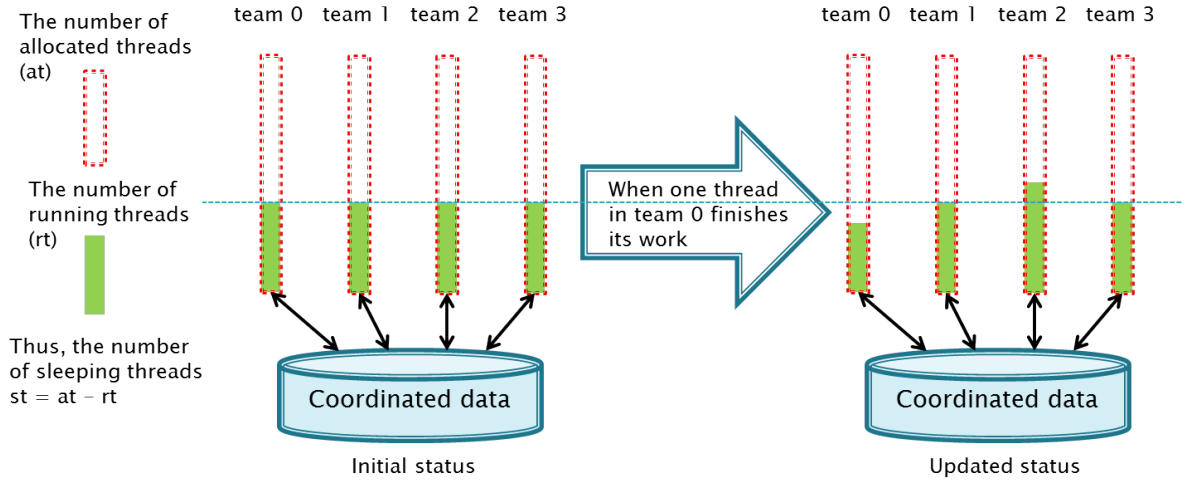 The number of
allocated threads
(at)
The number of
running threads
(rt)
Thus, the number
of sleeping threads
st = at – rt
team 0 team 1 team 2 team 3
Coordinated data
Initial status
When one thread
in team 0 finishes
its work
team 0 team 1 team 2 team 3
Coordinated data
Updated status